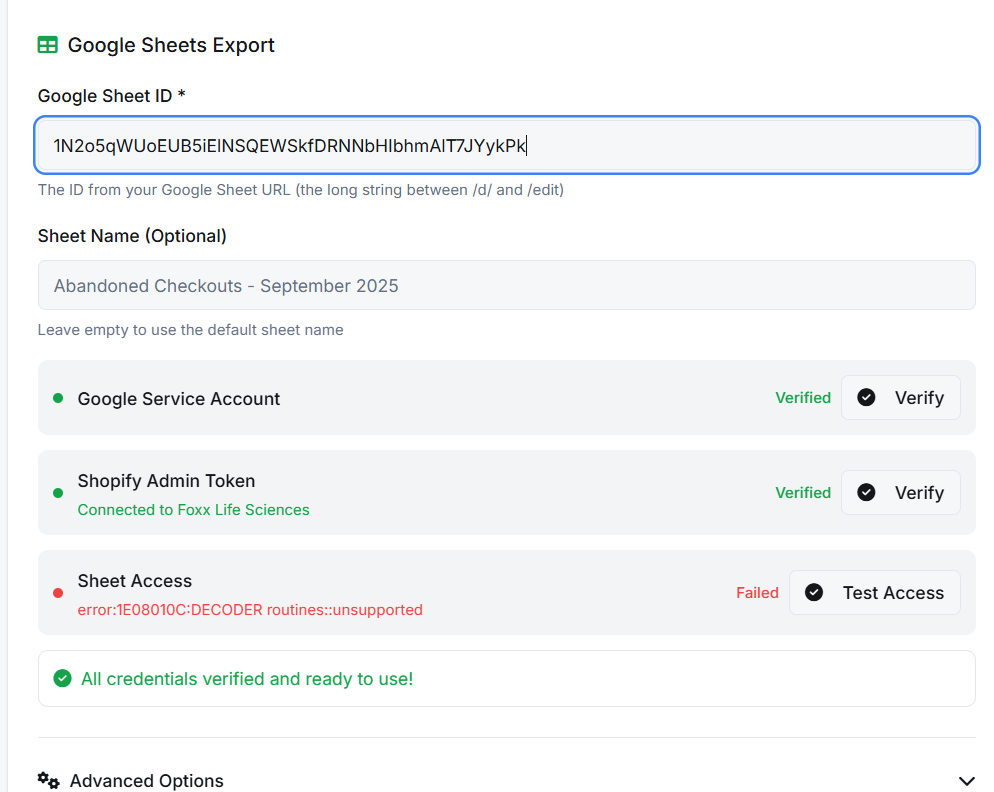 Google Sheets Export
Google Sheet ID *
1N2o5qWUoEUB5iElNSQEWSkfDRNNbHIbhmAlT7JYykPk
The ID from your Google Sheet URL (the long string between /d/ and /edit)
Sheet Name (Optional)
Abandoned Checkouts - September 2025
Leave empty to use the default sheet name
Google Service Account
Verified
Verify
Shopify Admin Token
Connected to Foxx Life Sciences
Verified
Verify
Sheet Access
error:1E08010C:DECODER routines::unsupported
Failed
Test Access
All credentials verified and ready to use!
Advanced Options